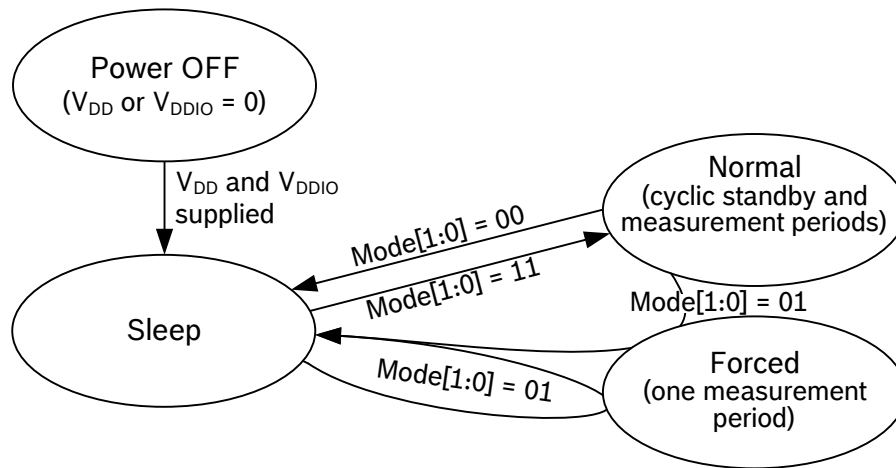 Power OFF
(VDD or VDDIO = 0)
VDD and VDDIO
supplied
Normal
(cyclic standby and
measurement periods)
Mode[1:0] = 00
Mode[1:0] = 11
Mode[1:0] = 01
Sleep
Mode[1:0] = 01
Forced
(one measurement
period)